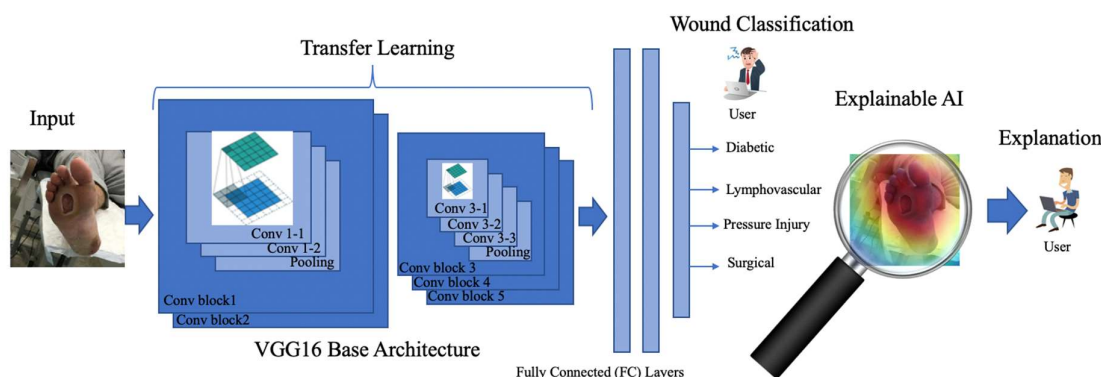 Wound Classification
Transfer Learning
Input
User
Explainable AI
Explanation
Diabetic
Lymphovascular
Pressure Injury
Surgical
User
Conv 1-1
Conv 1-2
Pooling
Conv block1
Conv block2
Conv 3-1
Conv 3-2
Conv 3-3
Pooling
Conv block 3
Conv block 4
Conv block 5
VGG16 Base Architecture
Fully Connected (FC) Layers